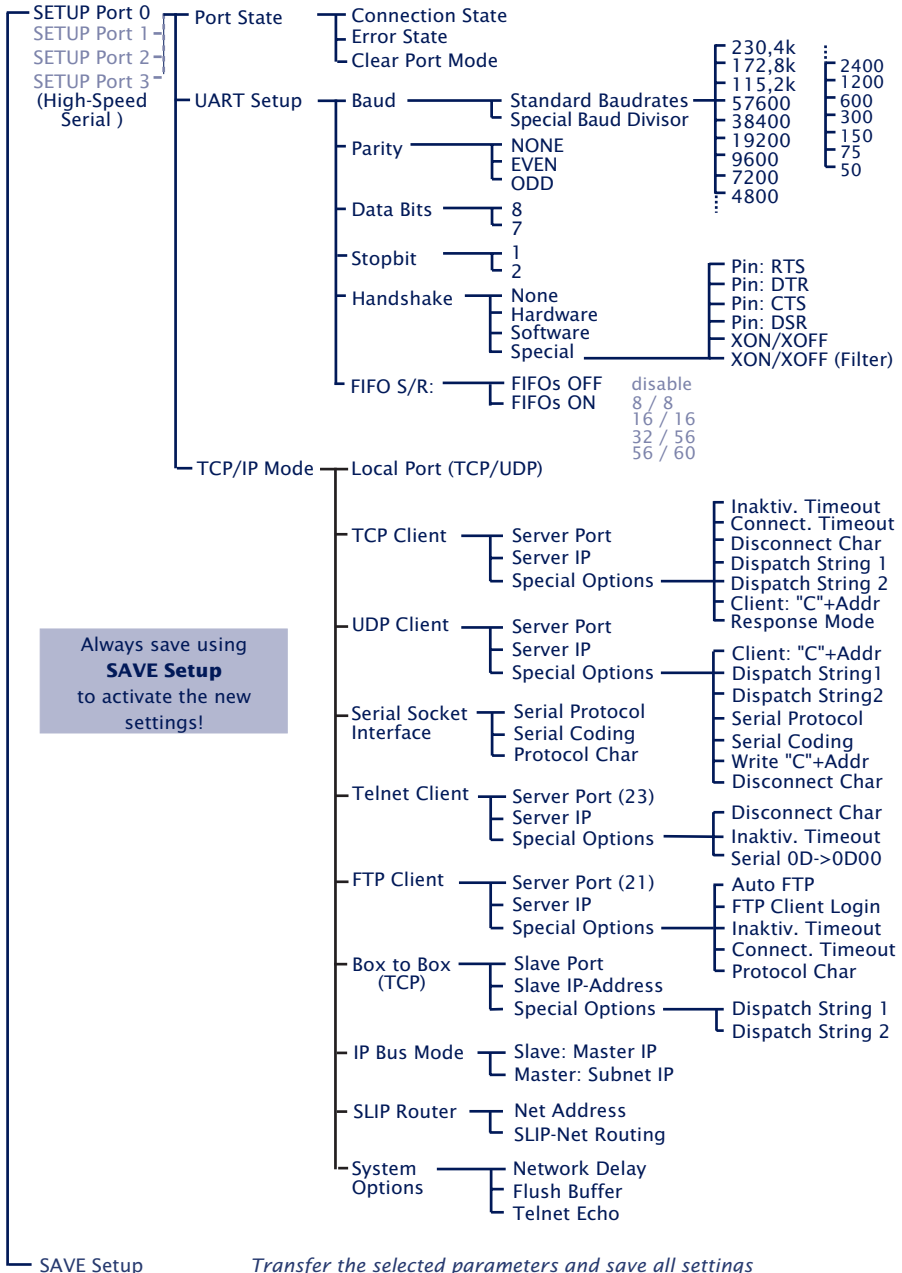 SETUP Port 0
SETUP Port 1
SETUP Port 2
SETUP Port 3
(High-Speed
Serial )
Port State
Connection State
Error State
Clear Port Mode
UART Setup
Baud
Standard Baudrates
Special Baud Divisor
230,4k
172,8k
115,2k
57600
38400
19200
9600
7200
4800
2400
1200
600
300
150
75
50
Parity
NONE
EVEN
ODD
Data Bits
8
7
Stopbit
1
2
Handshake
None
Hardware
Software
Special
Pin: RTS
Pin: DTR
Pin: CTS
Pin: DSR
XON/XOFF
XON/XOFF (Filter)
FIFO S/R:
FIFOs OFF
FIFOs ON
disable
8 / 8
16 / 16
32 / 56
56 / 60
TCP/IP Mode
Local Port (TCP/UDP)
TCP Client
Server Port
Server IP
Special Options
Inaktiv. Timeout
Connect. Timeout
Disconnect Char
Dispatch String 1
Dispatch String 2
Client: "C"+Addr
Response Mode
UDP Client
Server Port
Server IP
Special Options
Client: "C"+Addr
Dispatch String1
Dispatch String2
Serial Protocol
Serial Coding
Write "C"+Addr
Disconnect Char
Always save using
SAVE Setup
to activate the new
settings!
Serial Socket
Interface
Serial Protocol
Serial Coding
Protocol Char
Telnet Client
Server Port (23)
Server IP
Special Options
Disconnect Char
Inaktiv. Timeout
Serial 0D->0D00
FTP Client
Server Port (21)
Server IP
Special Options
Auto FTP
FTP Client Login
Inaktiv. Timeout
Connect. Timeout
Protocol Char
Box to Box
(TCP)
Slave Port
Slave IP-Address
Special Options
Dispatch String 1
Dispatch String 2
IP Bus Mode
Slave: Master IP
Master: Subnet IP
SLIP Router
Net Address
SLIP-Net Routing
System
Options
Network Delay
Flush Buffer
Telnet Echo
SAVE Setup
Transfer the selected parameters and save all settings